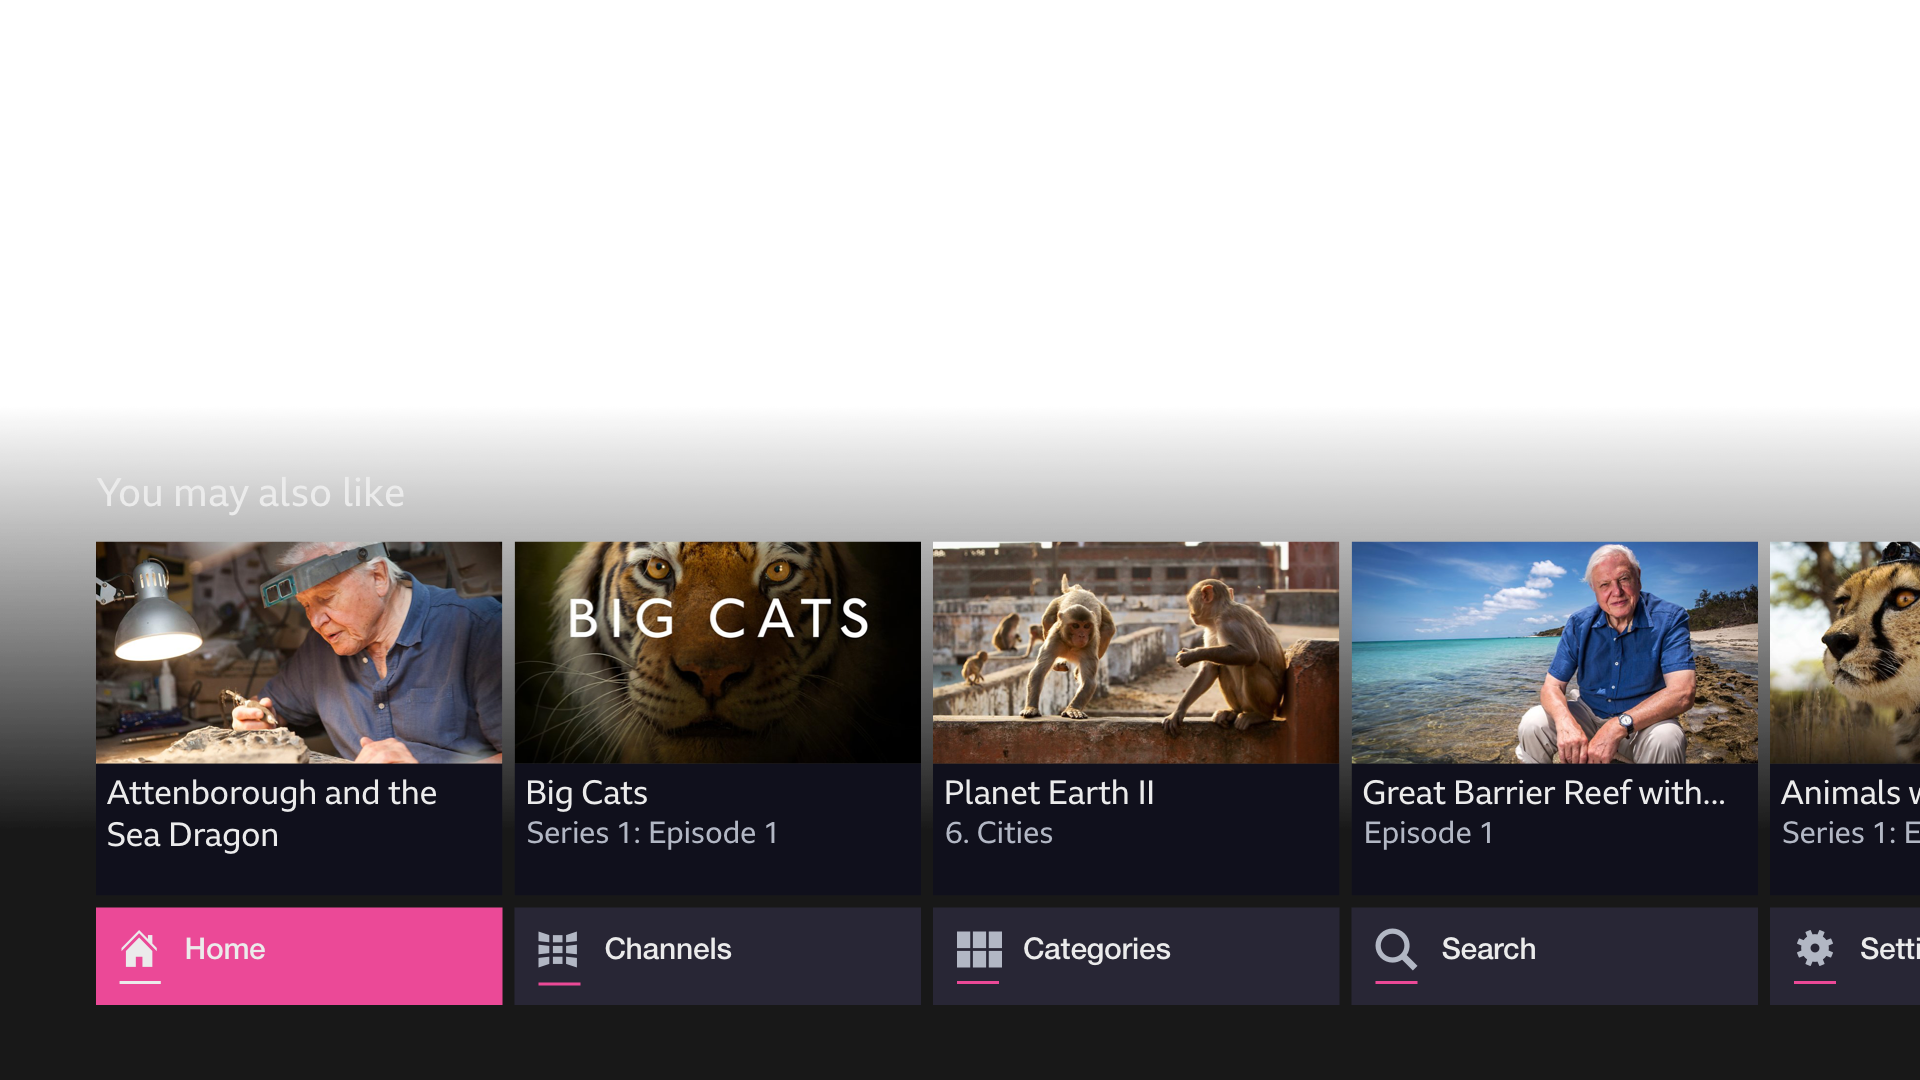 You may also like
BIG CATS
Attenborough and the
Sea Dragon
Big Cats
Series 1: Episode 1
Planet Earth II
6. Cities
Great Barrier Reef with...
Episode 1
Animals
Series 1:
Home
Channels
Categories
Search